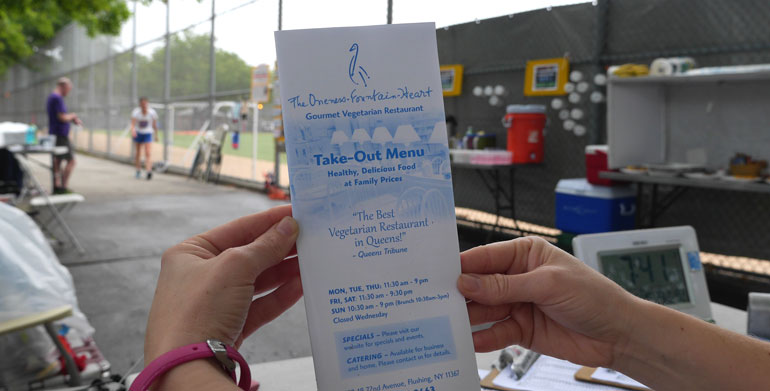 The Oneness-Fountain-Heart
Gourmet Vegetarian Restaurant
Take-Out Menu
Healthy, Delicious Food
at Family Prices
"The Best
Vegetarian Restaurant
in Queens!"
- Queens Tribune
MON, TUE, THU: 11:30 AM - 9 PM
FRI, SAT: 11:30 AM - 9:30 PM
SUN 10:30 AM - 9 PM (Brunch 10:30AM-3PM)
Closed Wednesday
SPECIALS – Please visit our
website for specials and events.
CATERING – Available for business
and home. Please contact us for details.
72nd Avenue, Flushing, NY 11367
SEIKO